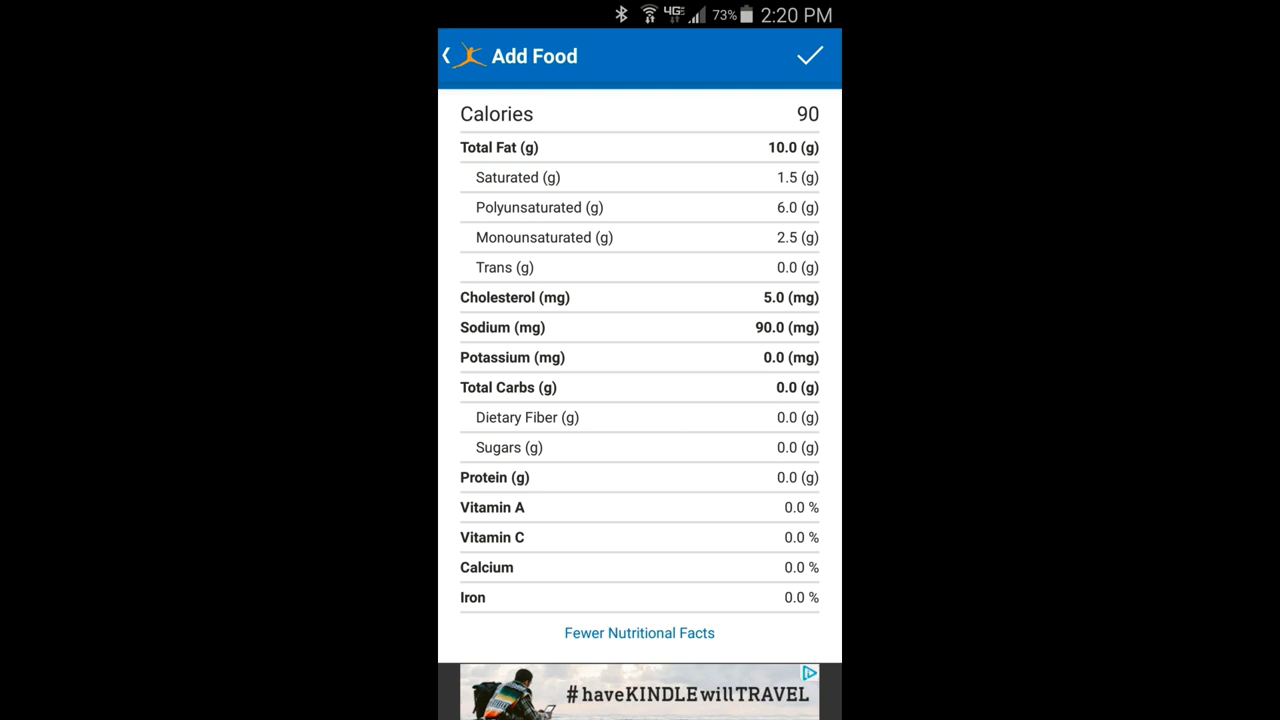 4G 73% 2:20 PM
Add Food
Calories 90
Total Fat (g) 10.0 (g)
Saturated (g) 1.5 (g)
Polyunsaturated (g) 6.0 (g)
Monounsaturated (g) 2.5 (g)
Trans (g) 0.0 (g)
Cholesterol (mg) 5.0 (mg)
Sodium (mg) 90.0 (mg)
Potassium (mg) 0.0 (mg)
Total Carbs (g) 0.0 (g)
Dietary Fiber (g) 0.0 (g)
Sugars (g) 0.0 (g)
Protein (g) 0.0 (g)
Vitamin A 0.0 %
Vitamin C 0.0 %
Calcium 0.0 %
Iron 0.0 %
Fewer Nutritional Facts
#haveKINDLEwillTRAVEL